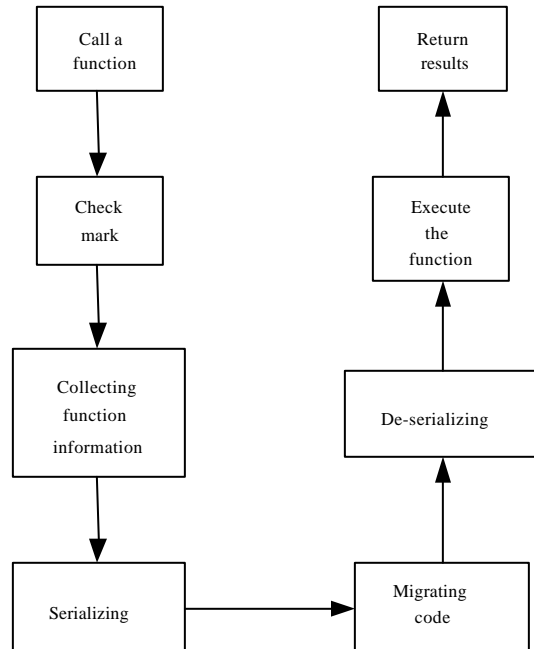 Call a
function
Check
mark
Collecting
function
information
Serializing
Migrating
code
De-serializing
Execute
the
function
Return
results